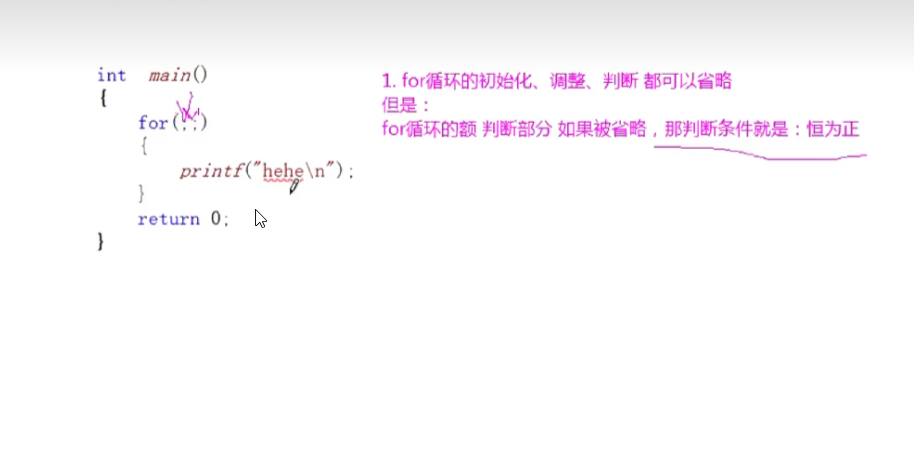 int main()
{
for(;;)
{
printf("hehe\n");
}
return 0;
}
1. for循环的初始化、调整、判断 都可以省略
但是：
for循环的额 判断部分 如果被省略，那判断条件就是：恒为正